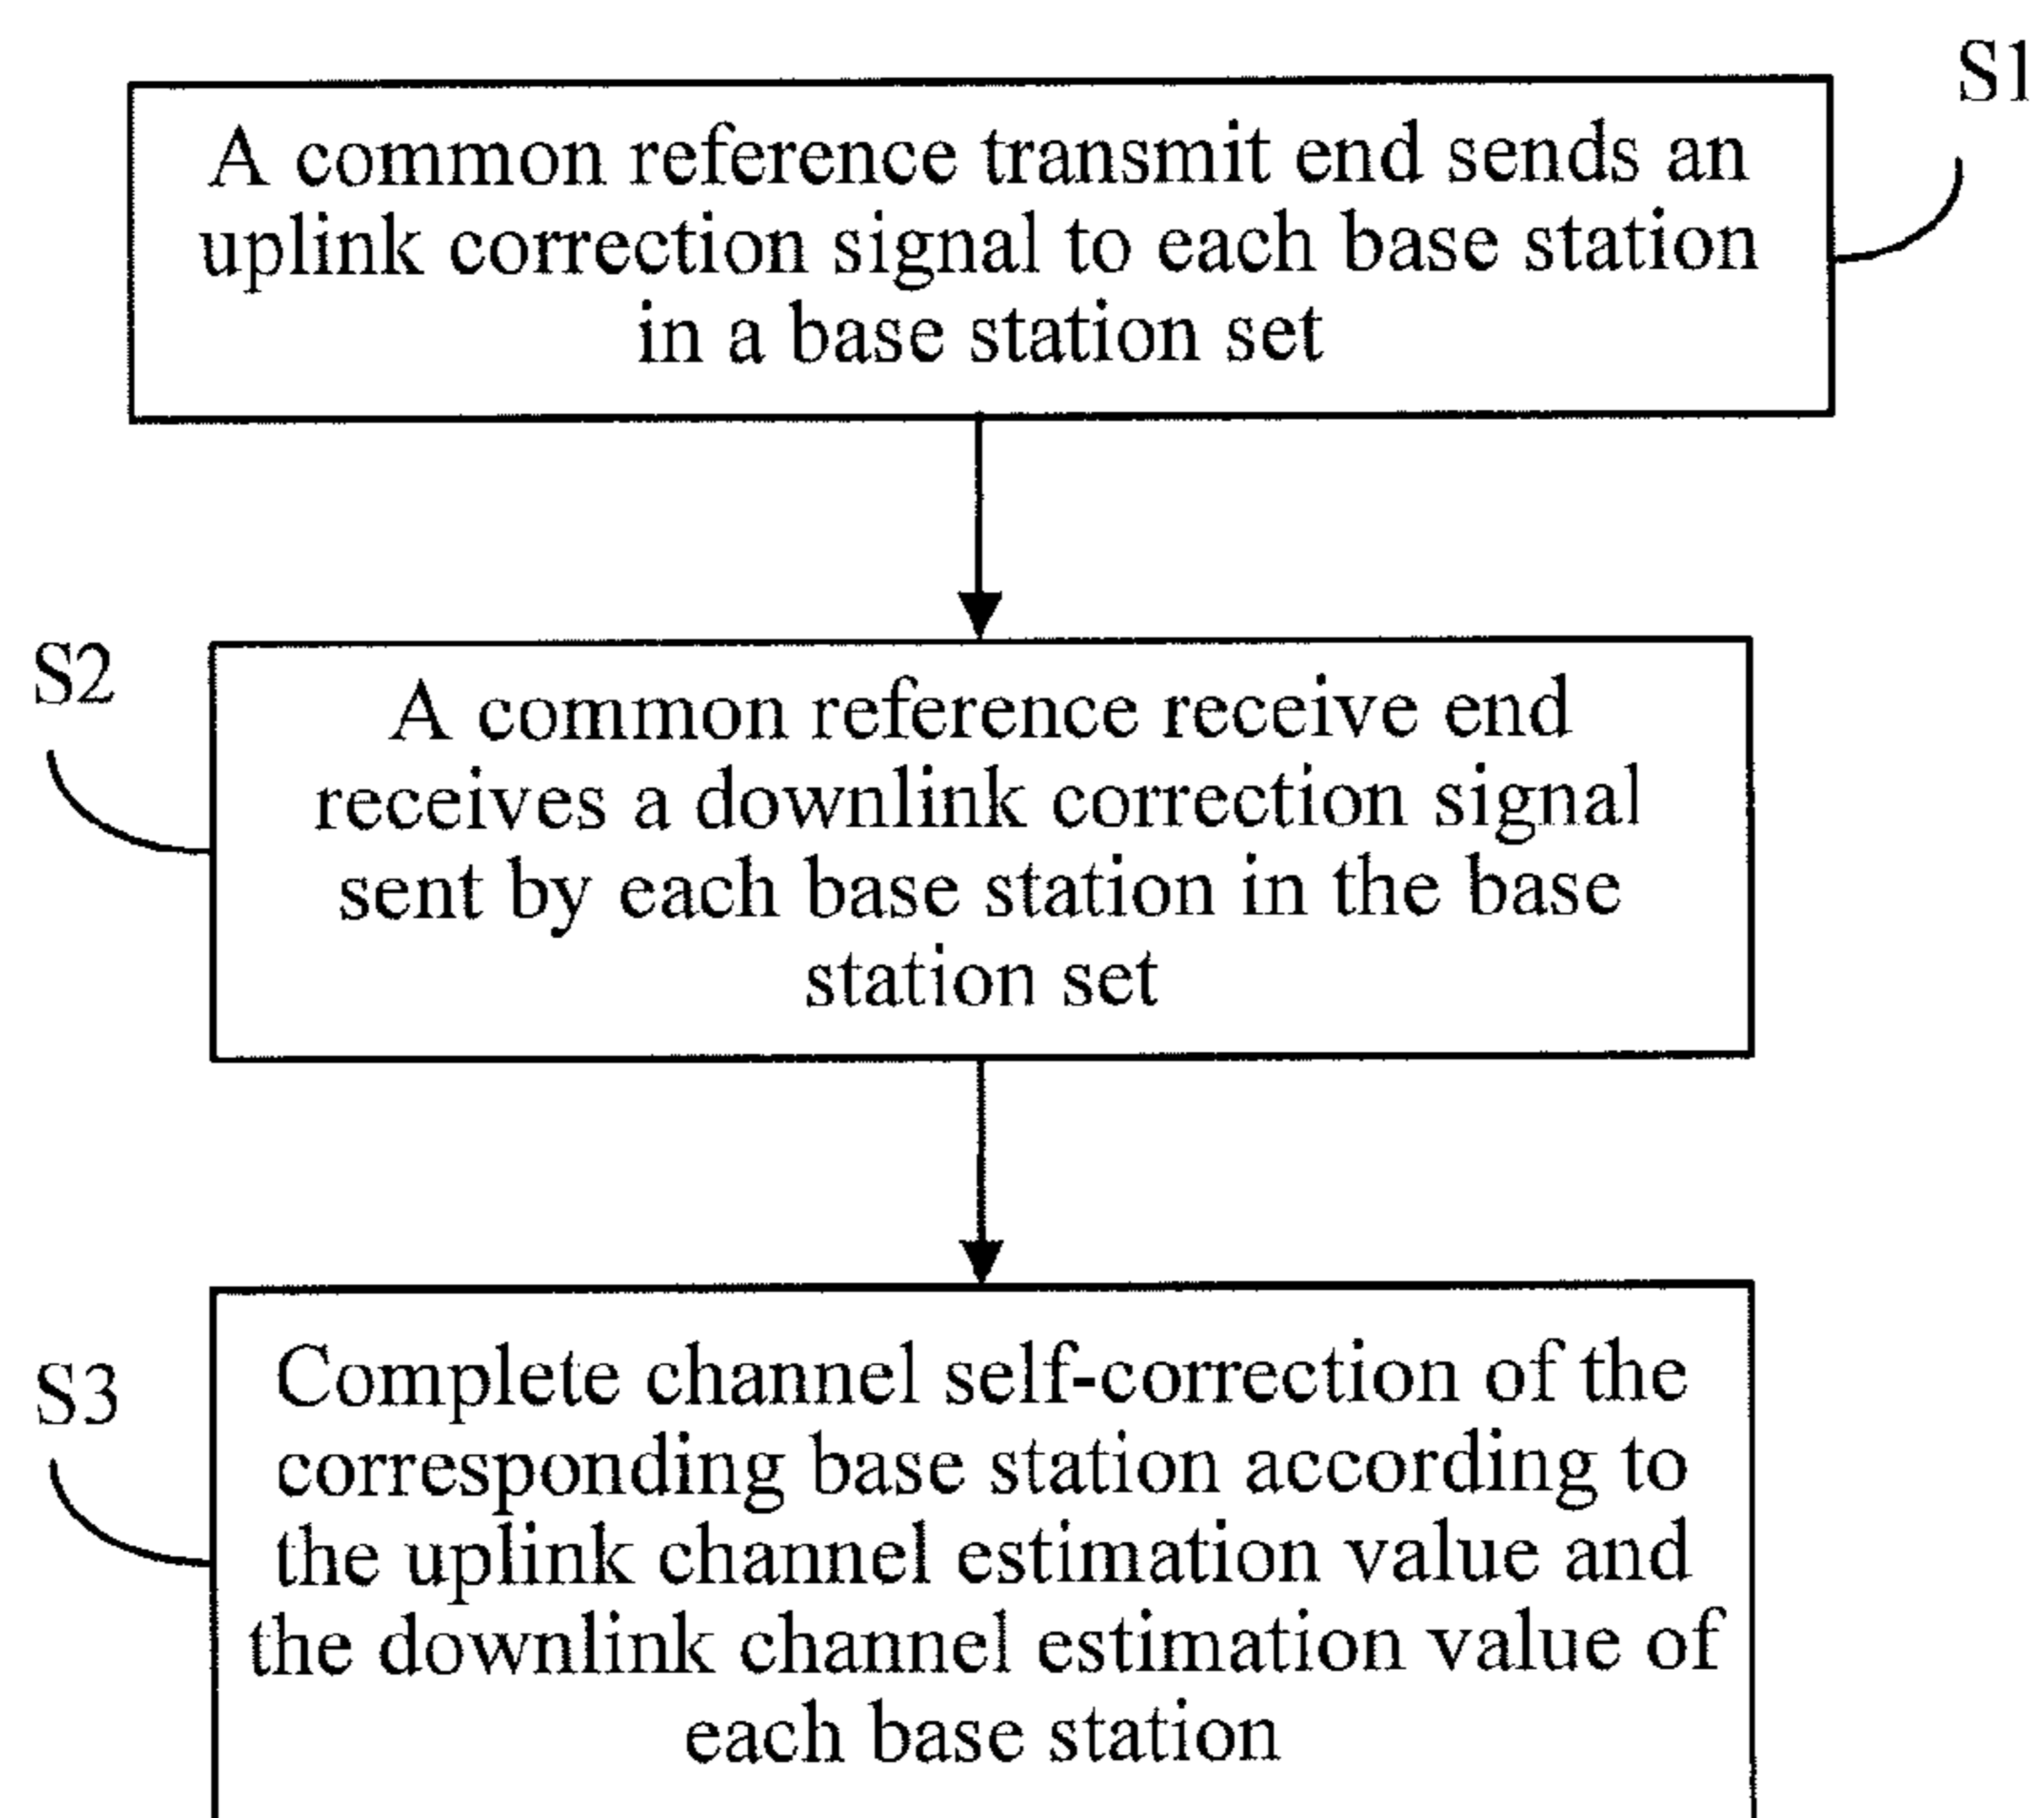 S1
A common reference transmit end sends an
uplink correction signal to each base station
in a base station set
S2
A common reference receive end
receives a downlink correction signal
sent by each base station in the base
station set
S3
Complete channel self-correction of the
corresponding base station according to
the uplink channel estimation value and
the downlink channel estimation value of
each base station